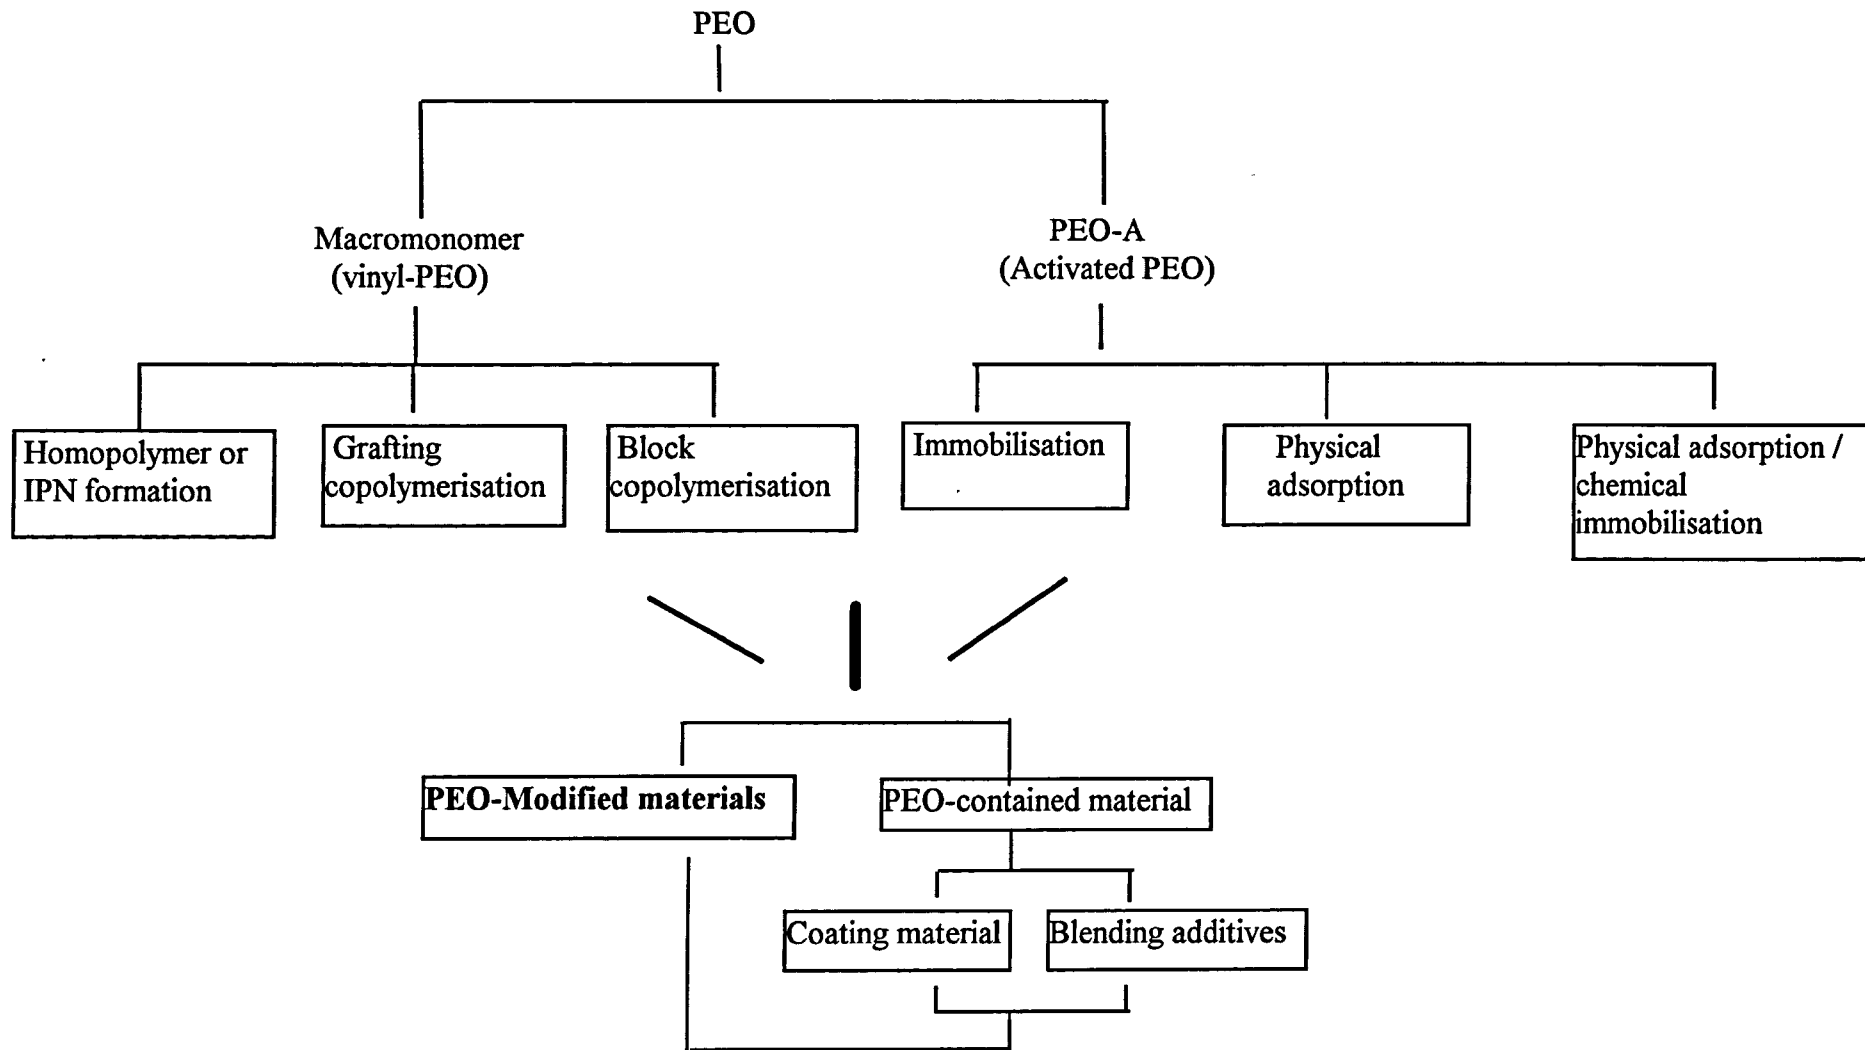 PEO
Macromonomer
(vinyl-PEO)
PEO-A
(Activated PEO)
Homopolymer or
IPN formation
Grafting
copolymerisation
Block
copolymerisation
Immobilisation
Physical
adsorption
Physical adsorption /
chemical
immobilisation
PEO-Modified materials
PEO-contained material
Coating material
Blending additives